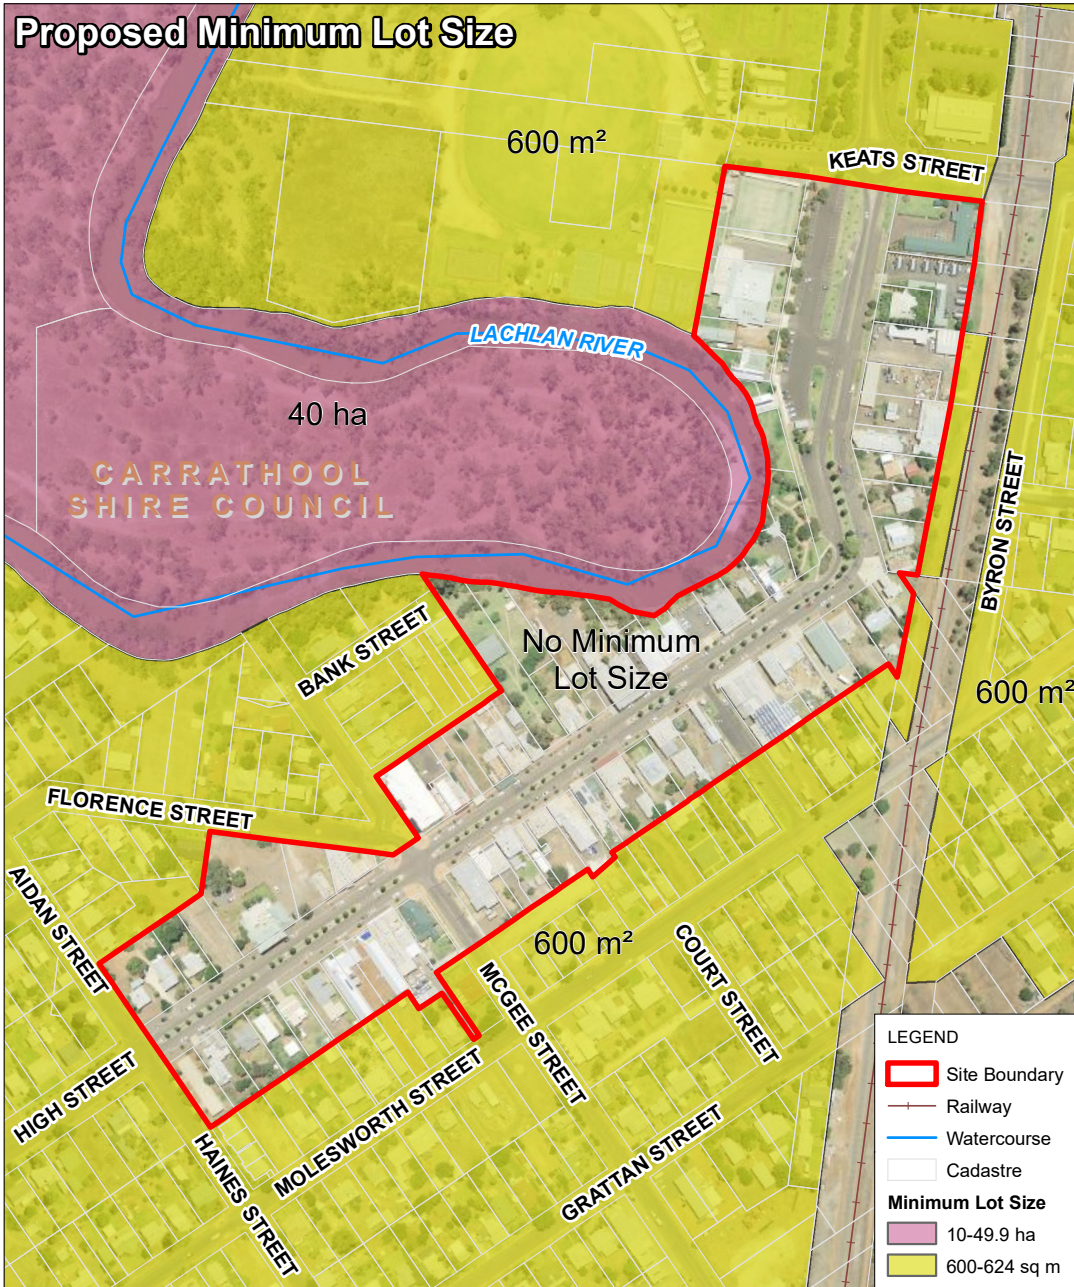 Proposed Minimum Lot Size
600 m²
KEATS STREET
LACHLAN RIVER
40 ha
CARRATHOOL
SHIRE COUNCIL
BYRON STREET
BANK STREET
No Minimum
Lot Size
600 m²
FLORENCE STREET
AIDAN STREET
600 m²
COURT STREET
MCGEE STREET
HIGH STREET
MOLESWORTH STREET
HAINES STREET
GRATTAN STREET
LEGEND
Site Boundary
Railway
Watercourse
Cadastre
Minimum Lot Size
10-49.9 ha
600-624 sq m